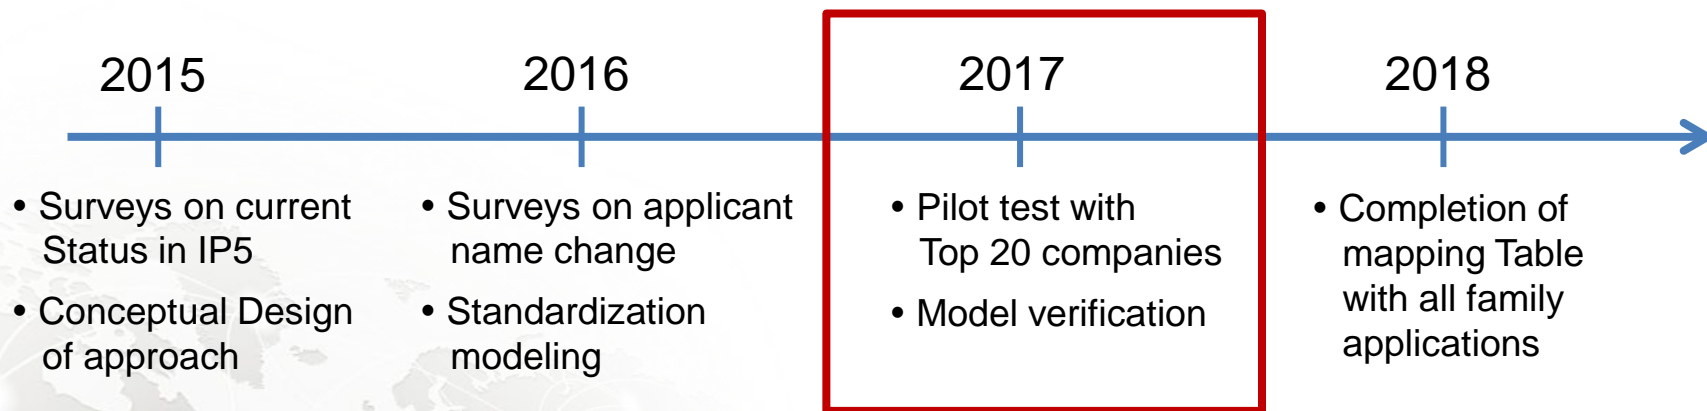 2015
• Surveys on current
Status in IP5
• Conceptual Design
of approach
2016
• Surveys on applicant
name change
• Standardization
modeling
2017
• Pilot test with
Top 20 companies
• Model verification
2018
• Completion of
mapping Table
with all family
applications